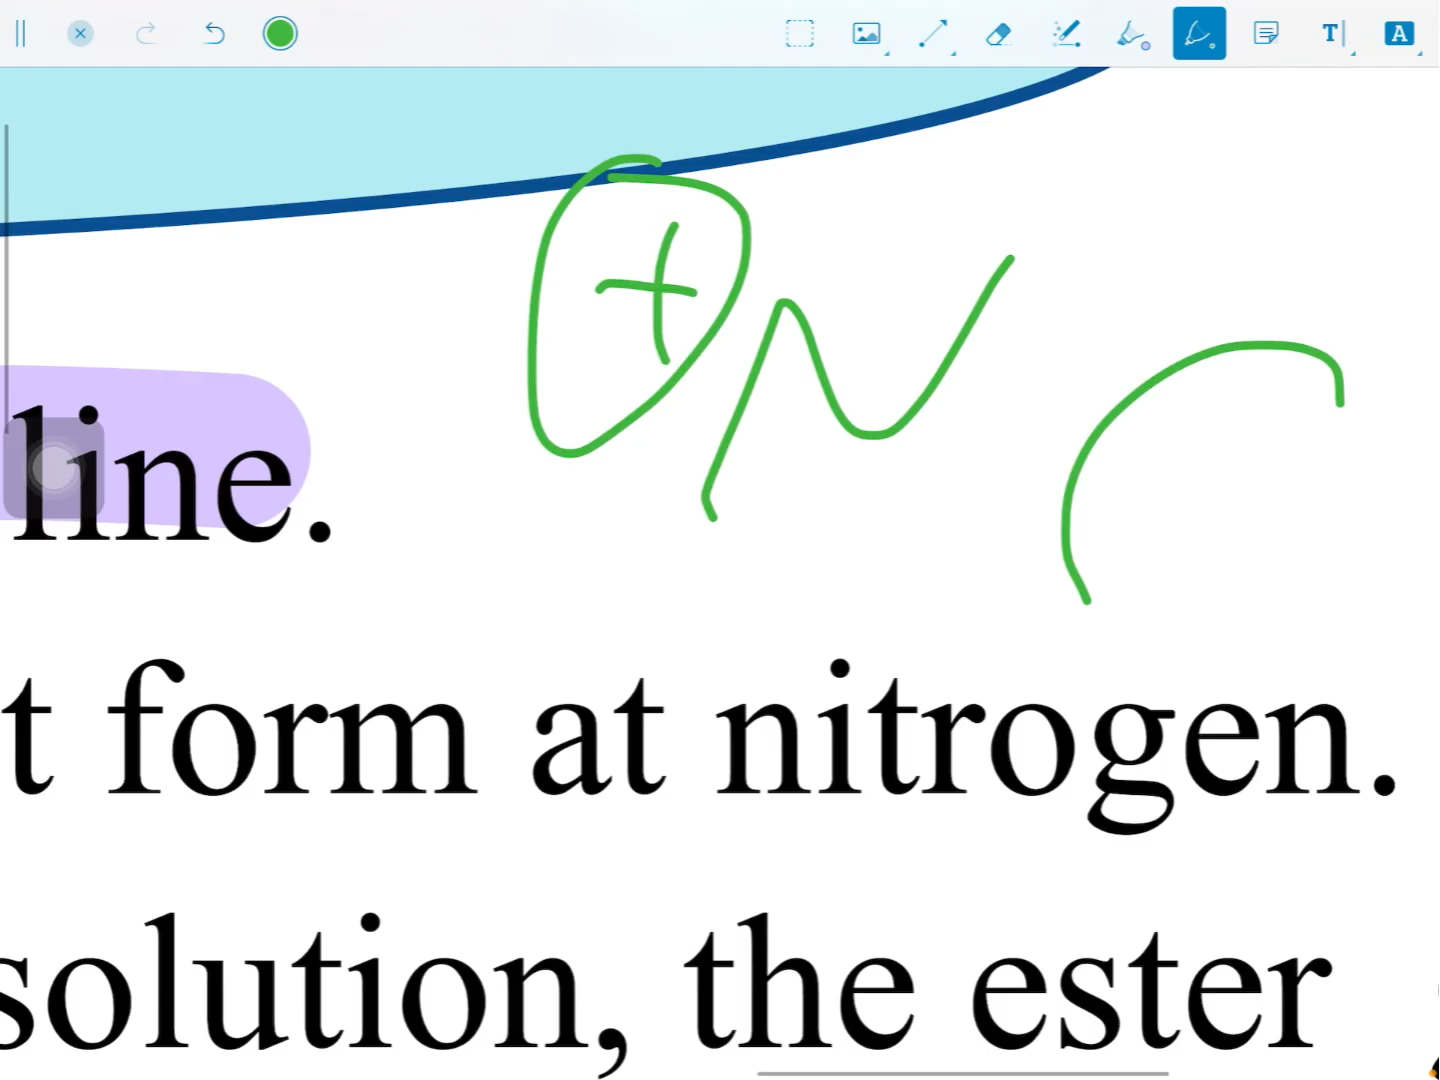 + N
line.
t form at nitrogen.
solution, the ester